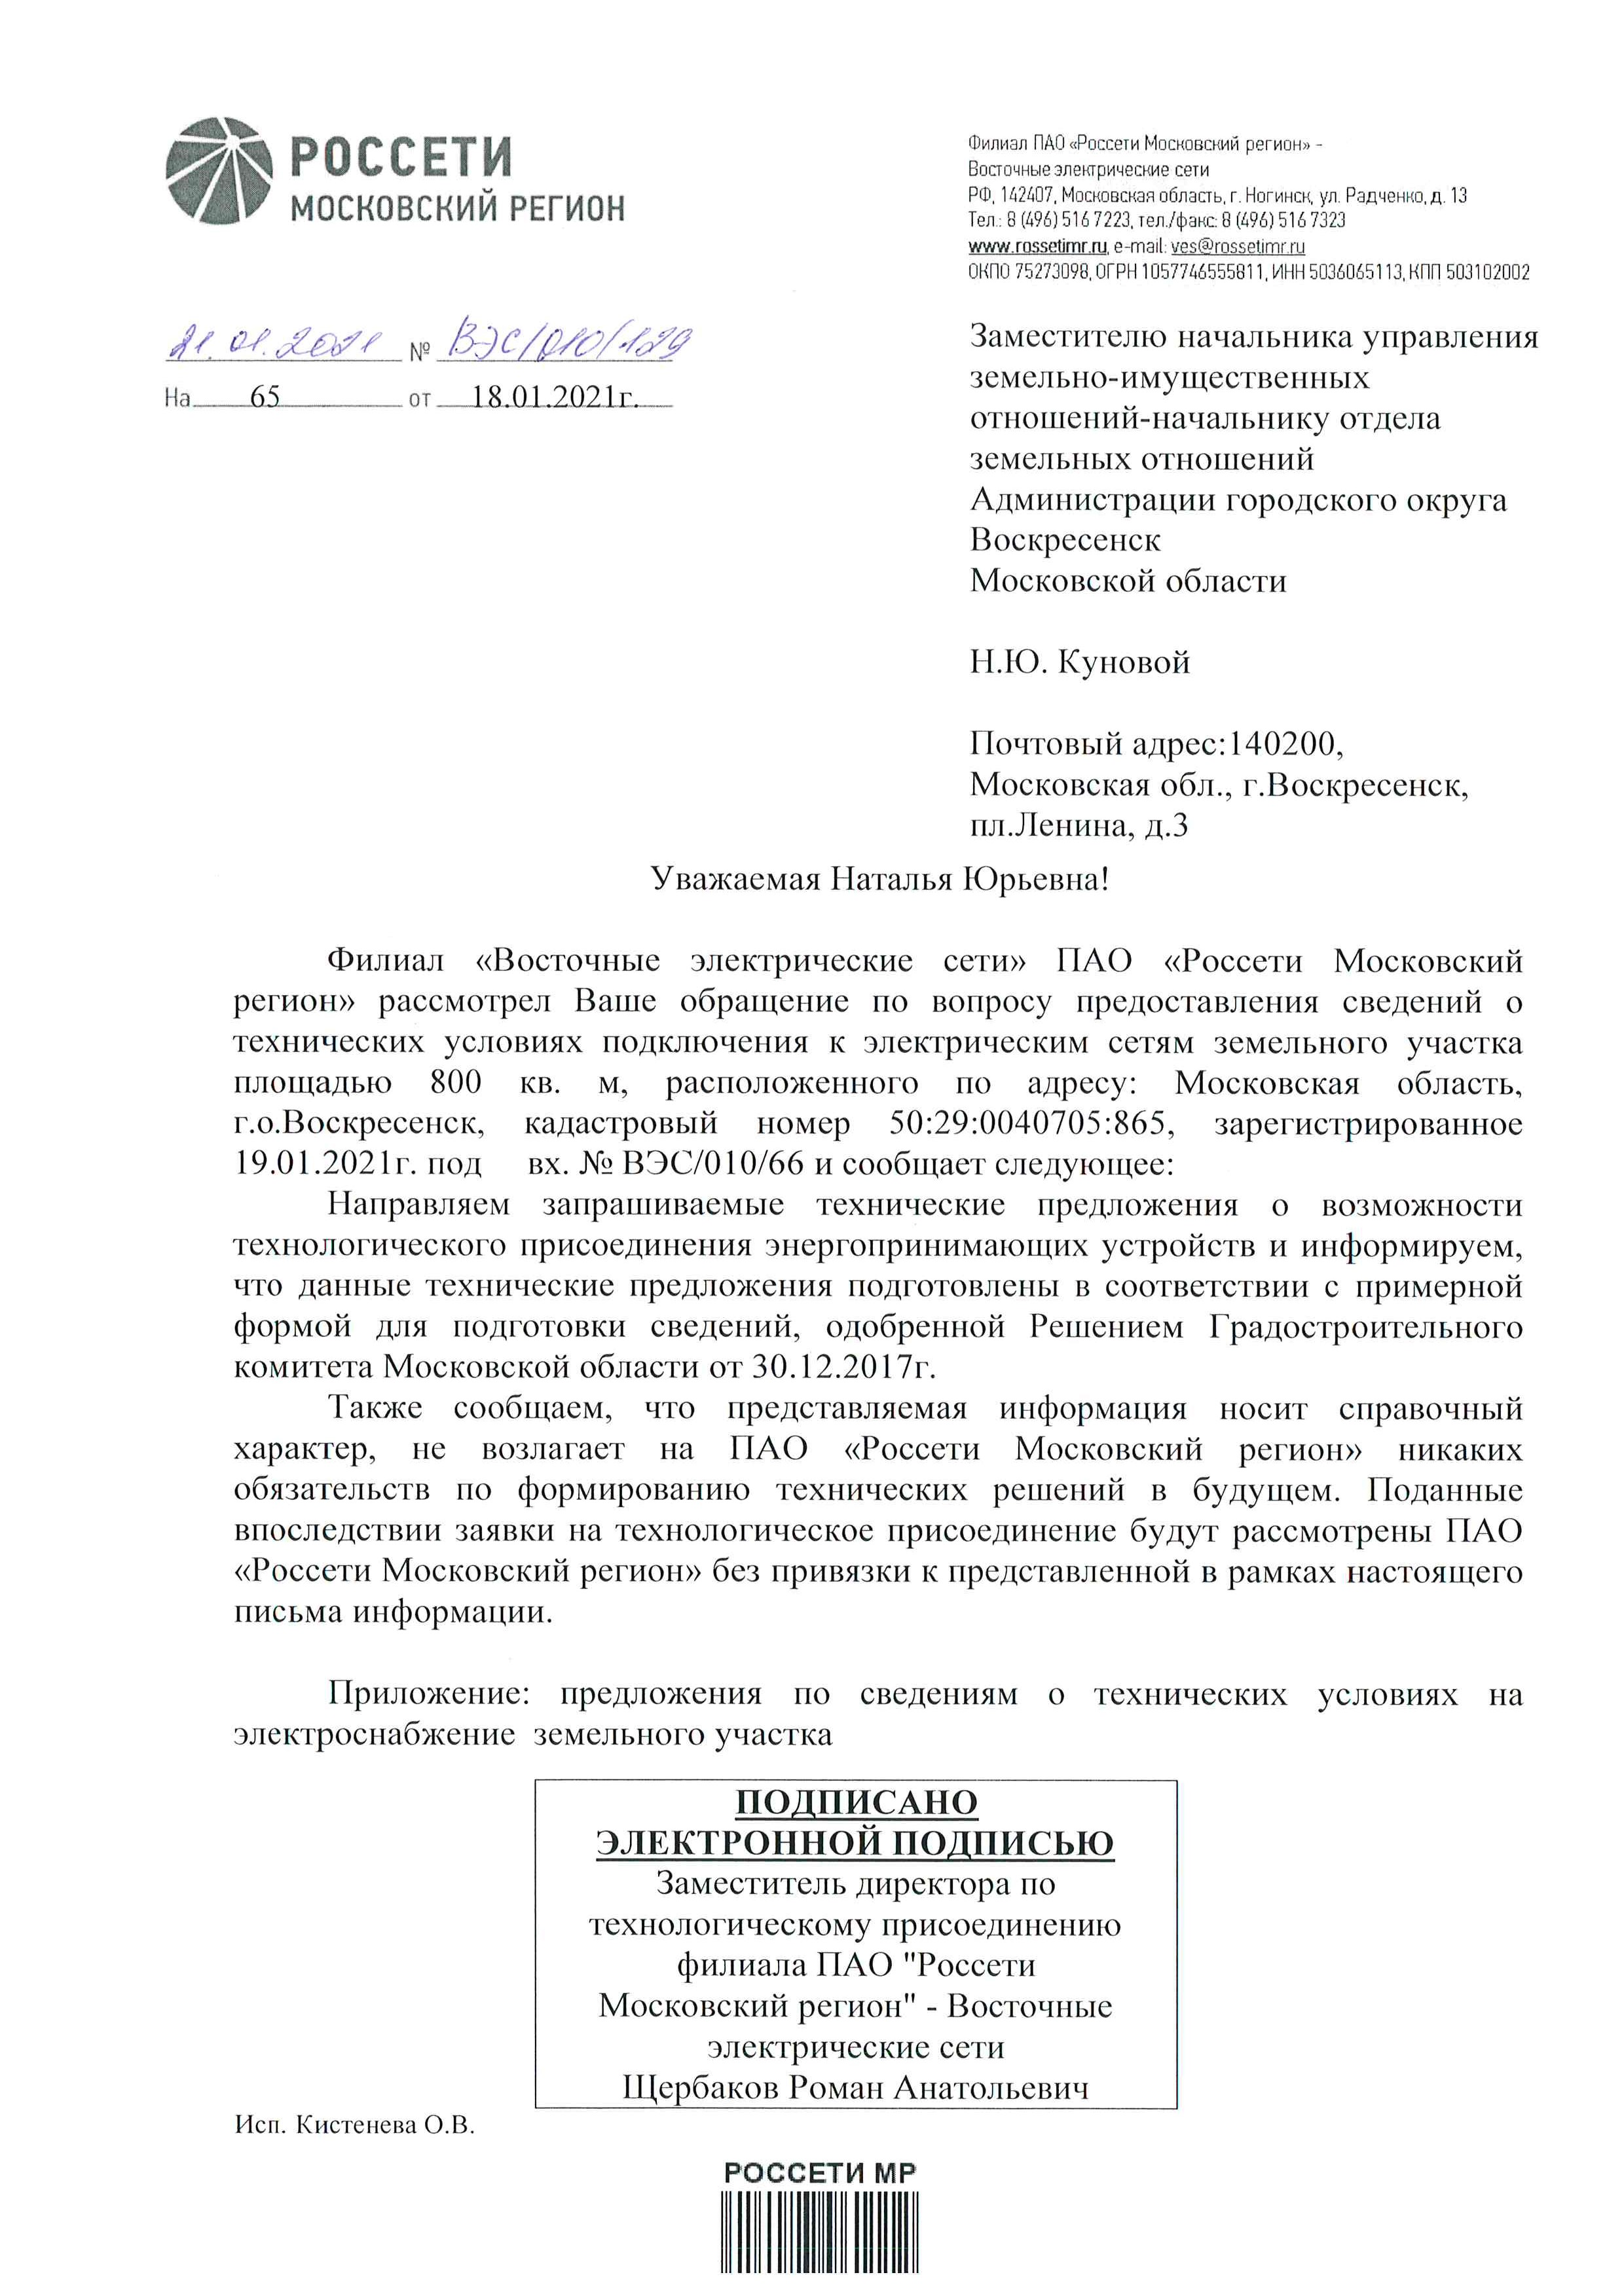 РОССЕТИ
МОСКОВСКИЙ РЕГИОН
Филиал ПАО «Россети Московский регион» -
Восточные электрические сети
РФ, 142407, Московская область, г. Ногинск, ул. Радченко, д. 13
Тел.: 8 (496) 516 7223, тел./факс: 8 (496) 516 7323
www.rossetimr.ru, e-mail: ves@rossetimr.ru
ОКПО 75273098, ОГРН 1057746555811, ИНН 5036065113, КПП 503102002
21.01.2021 № ВЭС/010/129
На 65 от 18.01.2021г.
Заместителю начальника управления
земельно-имущественных
отношений-начальнику отдела
земельных отношений
Администрации городского округа
Воскресенск
Московской области
Н.Ю. Куновой
Почтовый адрес:140200,
Московская обл., г.Воскресенск,
пл.Ленина, д.3
Уважаемая Наталья Юрьевна!
Филиал «Восточные электрические сети» ПАО «Россети Московский
регион» рассмотрел Ваше обращение по вопросу предоставления сведений о
технических условиях подключения к электрическим сетям земельного участка
площадью 800 кв. м, расположенного по адресу: Московская область,
г.о.Воскресенск, кадастровый номер 50:29:0040705:865, зарегистрированное
19.01.2021г. под вх. № ВЭС/010/66 и сообщает следующее:
Направляем запрашиваемые технические предложения о возможности
технологического присоединения энергопринимающих устройств и информируем,
что данные технические предложения подготовлены в соответствии с примерной
формой для подготовки сведений, одобренной Решением Градостроительного
комитета Московской области от 30.12.2017г.
Также сообщаем, что представляемая информация носит справочный
характер, не возлагает на ПАО «Россети Московский регион» никаких
обязательств по формированию технических решений в будущем. Поданные
впоследствии заявки на технологическое присоединение будут рассмотрены ПАО
«Россети Московский регион» без привязки к представленной в рамках настоящего
письма информации.
Приложение: предложения по сведениям о технических условиях на
электроснабжение земельного участка
ПОДПИСАНО
ЭЛЕКТРОННОЙ ПОДПИСЬЮ
Заместитель директора по
технологическому присоединению
филиала ПАО "Россети
Московский регион" - Восточные
электрические сети
Щербаков Роман Анатольевич
Исп. Кистенева О.В.
РОССЕТИ МР